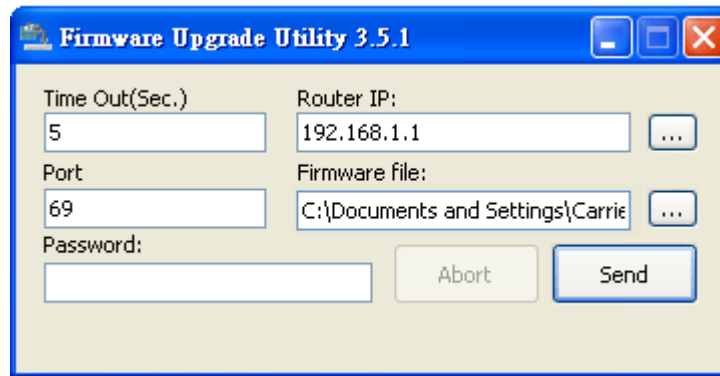 Firmware Upgrade Utility 3.5.1
Time Out(Sec.) Router IP:
5 192.168.1.1 ...
Port Firmware file:
69 C:\Documents and Settings\Carrie ...
Password:
Abort Send